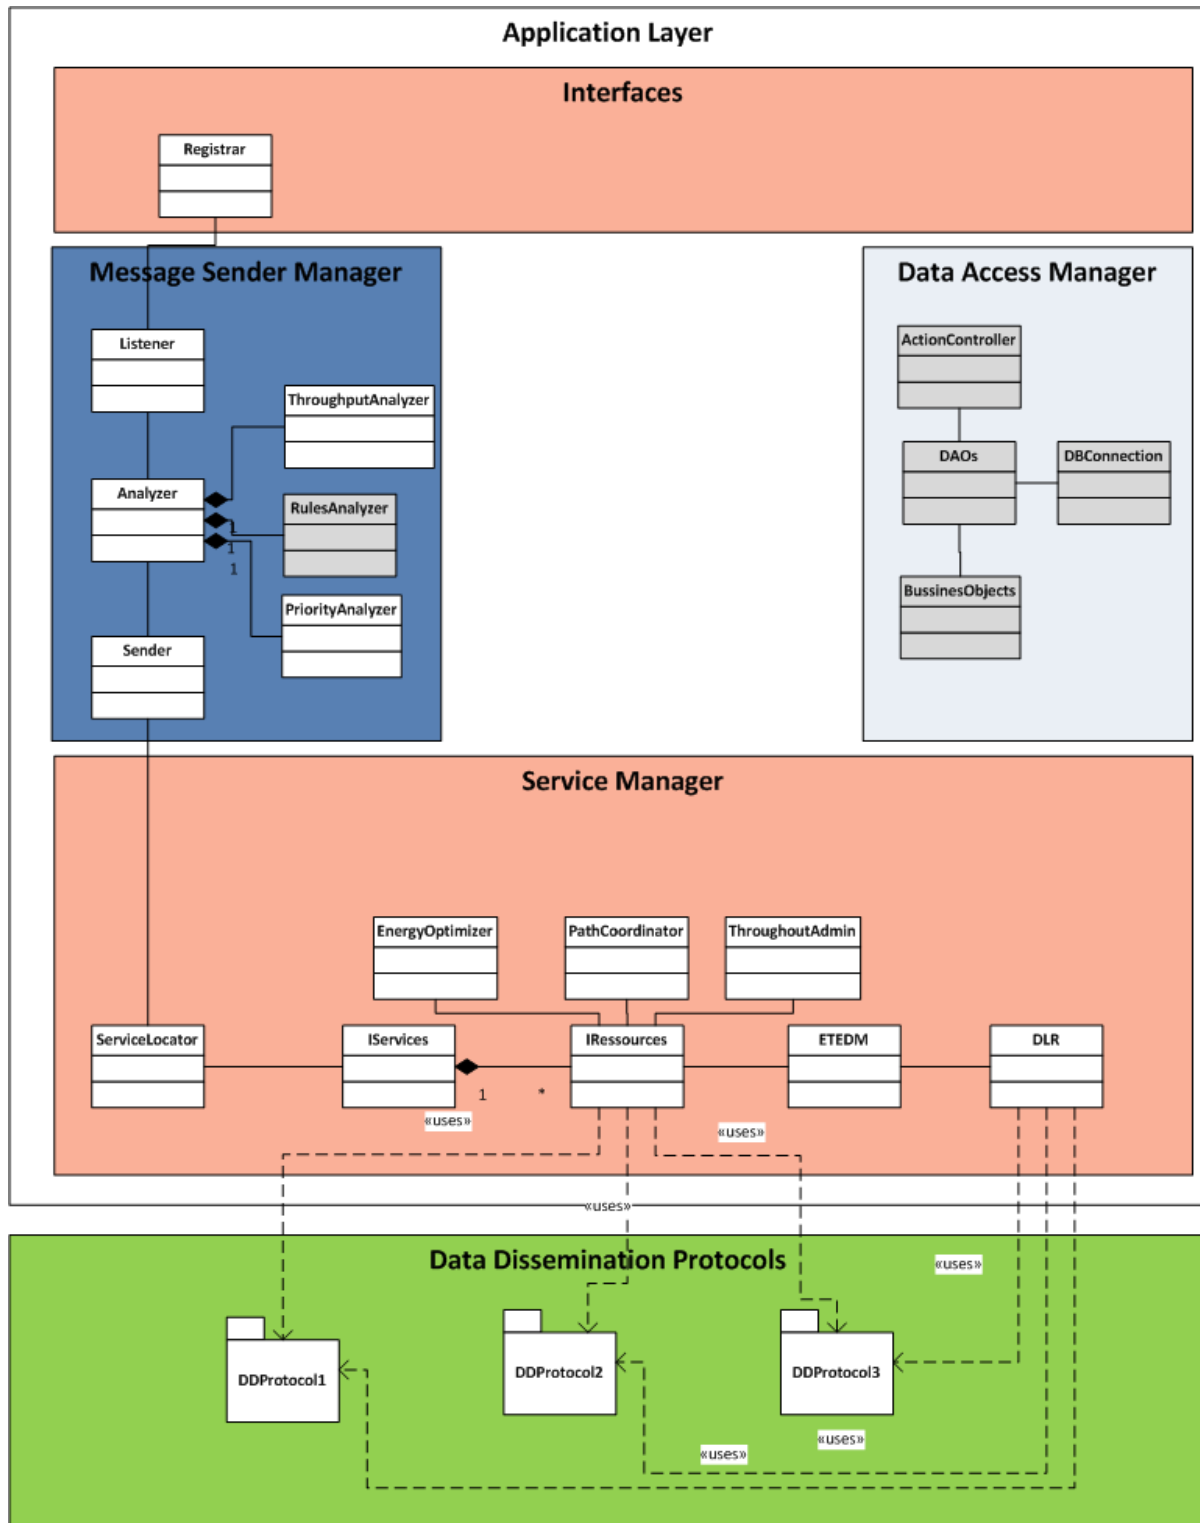 Application Layer
Interfaces
Registrar
Message Sender Manager
Data Access Manager
Listener
ActionController
ThroughputAnalyzer
DAOs
DBConnection
Analyzer
RulesAnalyzer
1
1
1
BussinesObjects
PriorityAnalyzer
Sender
Service Manager
EnergyOptimizer
PathCoordinator
ThroughoutAdmin
ServiceLocator
IServices
IRessources
ETEDM
DLR
1
*
«uses»
«uses»
«uses»
Data Dissemination Protocols
«uses»
DDProtocol1
DDProtocol2
DDProtocol3
«uses»
«uses»